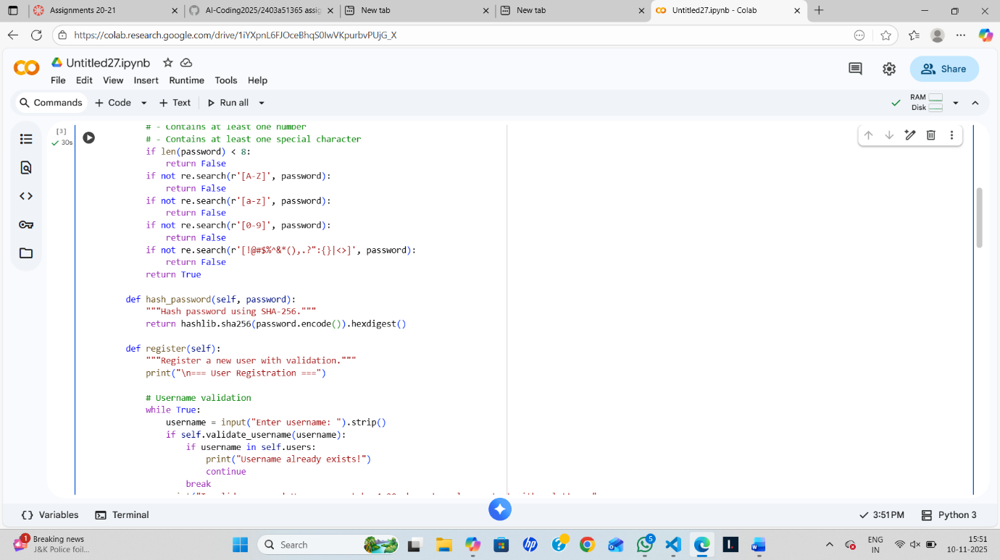 Assignments 20-21
AI-Coding2025/2403a51365 assig
New tab
New tab
Untitled27.ipynb - Colab
https://colab.research.google.com/drive/1iYXpnL6FJOceBhqS0IwVKpurbvPUjG_X
Untitled27.ipynb
File Edit View Insert Runtime Tools Help
Share
Commands + Code + Text Run all
RAM
Disk
[3]
30s
# - Contains at least one number
# - Contains at least one special character
if len(password) < 8:
return False
if not re.search(r'[A-Z]', password):
return False
if not re.search(r'[a-z]', password):
return False
if not re.search(r'[0-9]', password):
return False
if not re.search(r'[!@#$%^&*(),.?":{}|<>]', password):
return False
return True
def hash_password(self, password):
"""Hash password using SHA-256."""
return hashlib.sha256(password.encode()).hexdigest()
def register(self):
"""Register a new user with validation."""
print("\n=== User Registration ===")
# Username validation
while True:
username = input("Enter username: ").strip()
if self.validate_username(username):
if username in self.users:
print("Username already exists!")
continue
break
Variables Terminal
3:51 PM Python 3
1
Breaking news
J&K Police foil...
Search
5
ENG
IN
15:51
10-11-2025